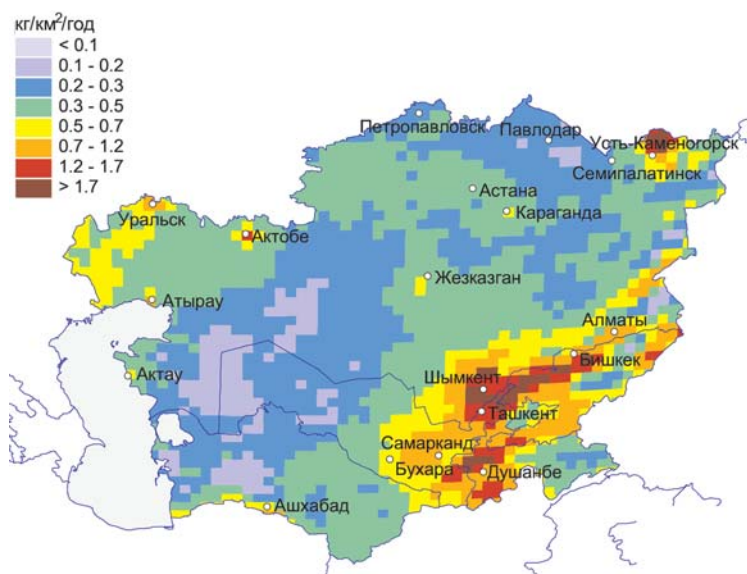 кг/км²/год
< 0.1
0.1 - 0.2
0.2 - 0.3
0.3 - 0.5
0.5 - 0.7
0.7 - 1.2
1.2 - 1.7
> 1.7
Петропавловск
Павлодар
Усть-Каменогорск
Семипалатинск
Астана
Караганда
Уральск
Актобе
Жезказган
Атырау
Алматы
Бишкек
Актау
Шымкент
Ташкент
Самарканд
Бухара
Душанбе
Ашхабад